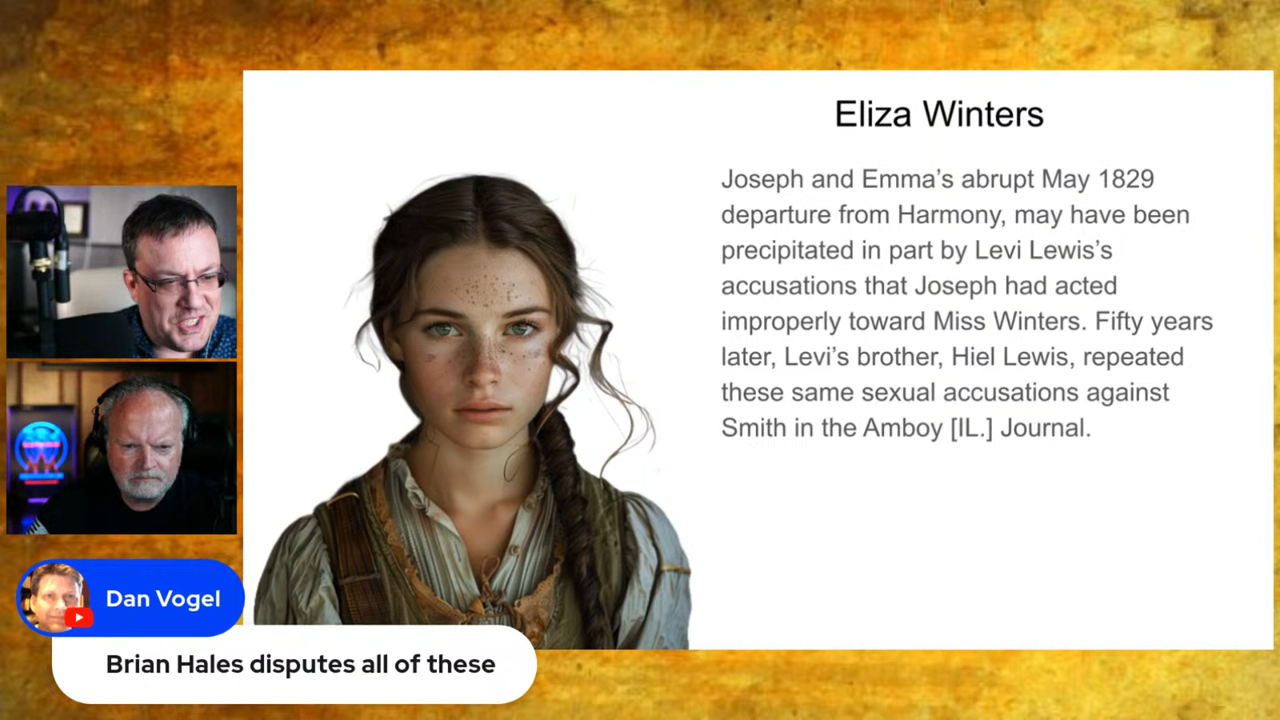 Eliza Winters
Joseph and Emma’s abrupt May 1829
departure from Harmony, may have been
precipitated in part by Levi Lewis’s
accusations that Joseph had acted
improperly toward Miss Winters. Fifty years
later, Levi’s brother, Hiel Lewis, repeated
these same sexual accusations against
Smith in the Amboy [IL.] Journal.
Dan Vogel
Brian Hales disputes all of these